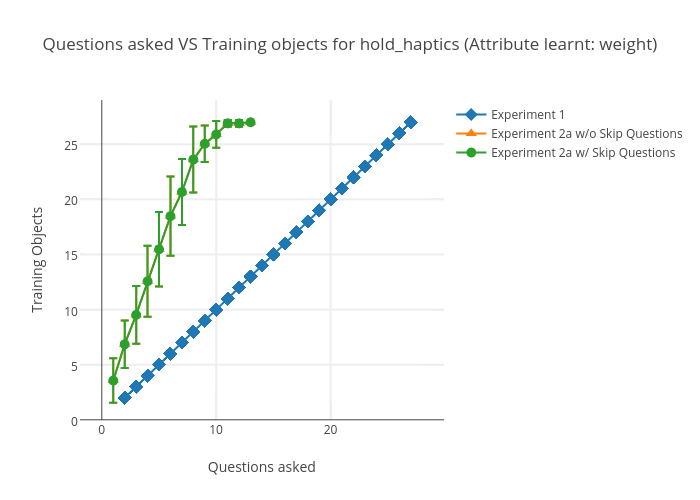 Questions asked VS Training objects for hold_haptics (Attribute learnt: weight)
Experiment 1
Experiment 2a w/o Skip Questions
Experiment 2a w/ Skip Questions
Training Objects
25
20
15
10
5
0
0 10 20
Questions asked